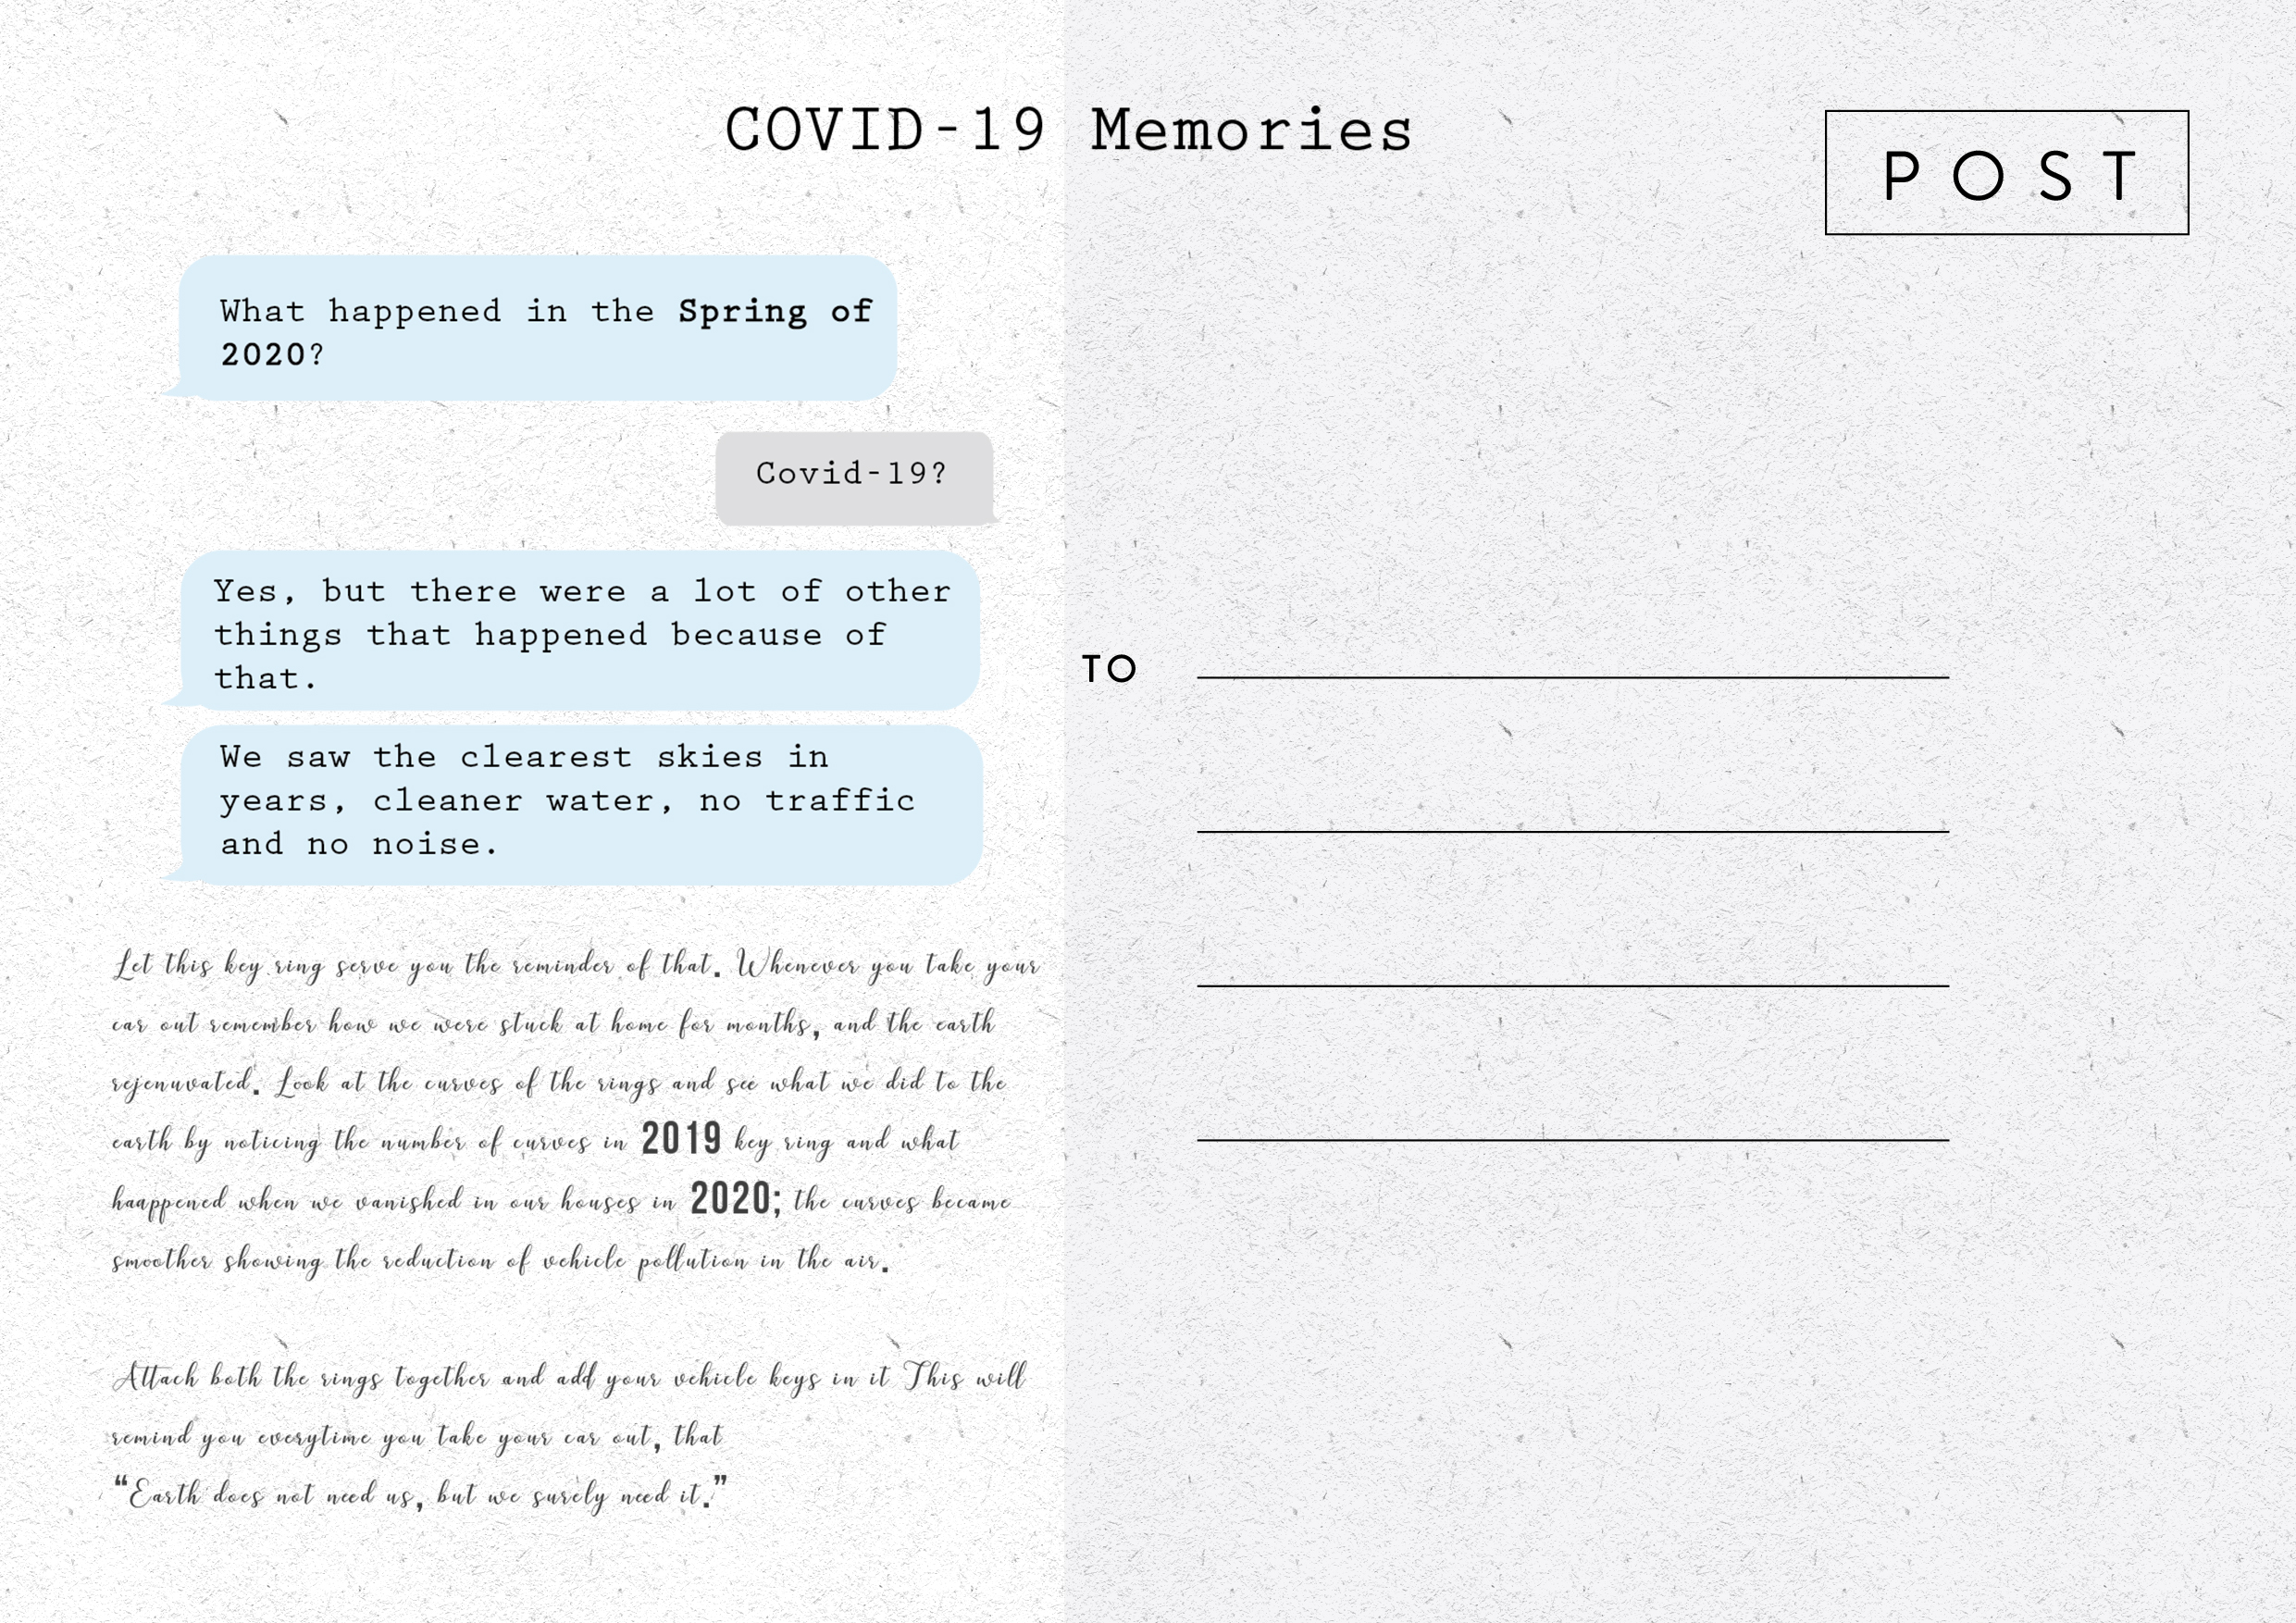 COVID-19 Memories
POST
What happened in the Spring of
2020?
Covid-19?
Yes, but there were a lot of other
things that happened because of
that.
We saw the clearest skies in
years, cleaner water, no traffic
and no noise.
Let this key ring serve you the reminder of that. Whenever you take your
car out remember how we were stuck at home for months, and the earth
rejenuvated. Look at the curves of the rings and see what we did to the
earth by noticing the number of curves in 2019 key ring and what
haappened when we vanished in our houses in 2020; the curves became
smoother showing the reduction of vehicle pollution in the air.
Attach both the rings together and add your vehicle keys in it This will
remind you everytime you take your car out, that
“Earth does not need us, but we surely need it.”
TO